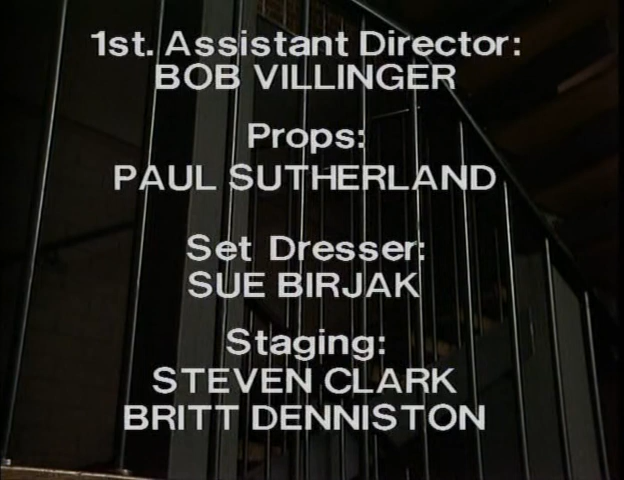 1st. Assistant Director:
BOB VILLINGER
Props:
PAUL SUTHERLAND
Set Dresser:
SUE BIRJAK
Staging:
STEVEN CLARK
BRITT DENNISTON